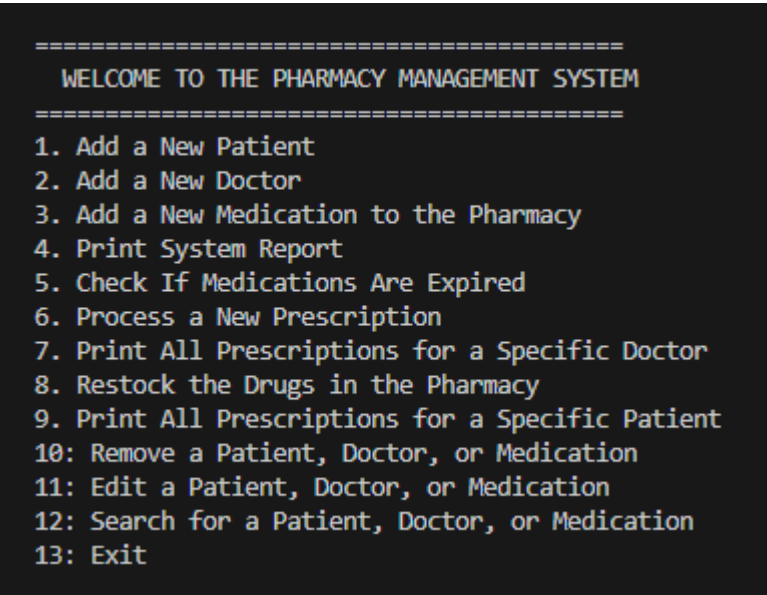 ==========================================
WELCOME TO THE PHARMACY MANAGEMENT SYSTEM
==========================================
1. Add a New Patient
2. Add a New Doctor
3. Add a New Medication to the Pharmacy
4. Print System Report
5. Check If Medications Are Expired
6. Process a New Prescription
7. Print All Prescriptions for a Specific Doctor
8. Restock the Drugs in the Pharmacy
9. Print All Prescriptions for a Specific Patient
10: Remove a Patient, Doctor, or Medication
11: Edit a Patient, Doctor, or Medication
12: Search for a Patient, Doctor, or Medication
13: Exit